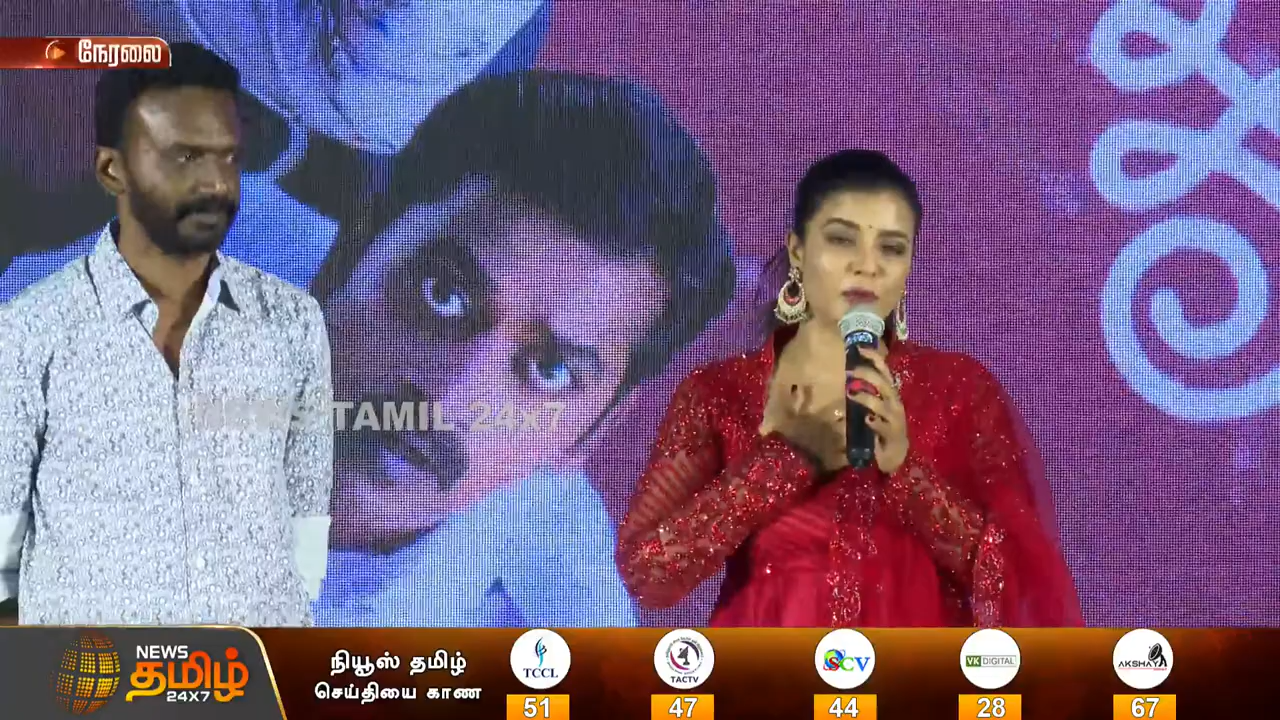 நேரலை
NEWS TAMIL 24x7
NEWS
தமிழ்
24X7
நியூஸ் தமிழ்
செய்தியை காண
TCCL
TACTV
SCV
VK DIGITAL
AKSHAYA
51
47
44
28
67